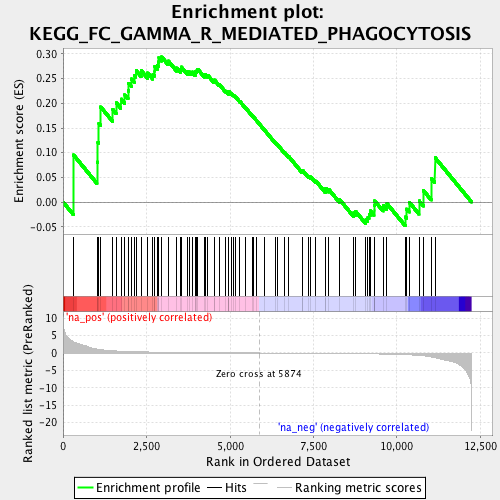 Enrichment plot:
KEGG_FC_GAMMA_R_MEDIATED_PHAGOCYTOSIS
Enrichment score (ES)
0.30
0.25
0.20
0.15
0.10
0.05
0.00
-0.05
'na_pos' (positively correlated)
Ranked list metric (PreRanked)
10
5
0
-5
-10
-15
-20
Zero cross at 5874
'na_neg' (negatively correlated)
0
2,500
5,000
7,500
10,000
12,500
Rank in Ordered Dataset
Enrichment profile
Hits
Ranking metric scores